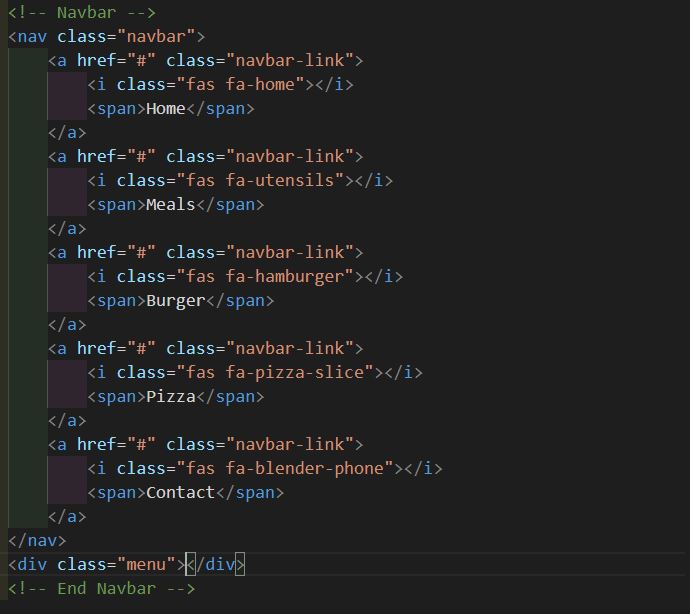 <!-- Navbar -->
<nav class="navbar">
    <a href="#" class="navbar-link">
        <i class="fas fa-home"></i>
        <span>Home</span>
    </a>
    <a href="#" class="navbar-link">
        <i class="fas fa-utensils"></i>
        <span>Meals</span>
    </a>
    <a href="#" class="navbar-link">
        <i class="fas fa-hamburger"></i>
        <span>Burger</span>
    </a>
    <a href="#" class="navbar-link">
        <i class="fas fa-pizza-slice"></i>
        <span>Pizza</span>
    </a>
    <a href="#" class="navbar-link">
        <i class="fas fa-blender-phone"></i>
        <span>Contact</span>
    </a>
</nav>
<div class="menu"></div>
<!-- End Navbar -->